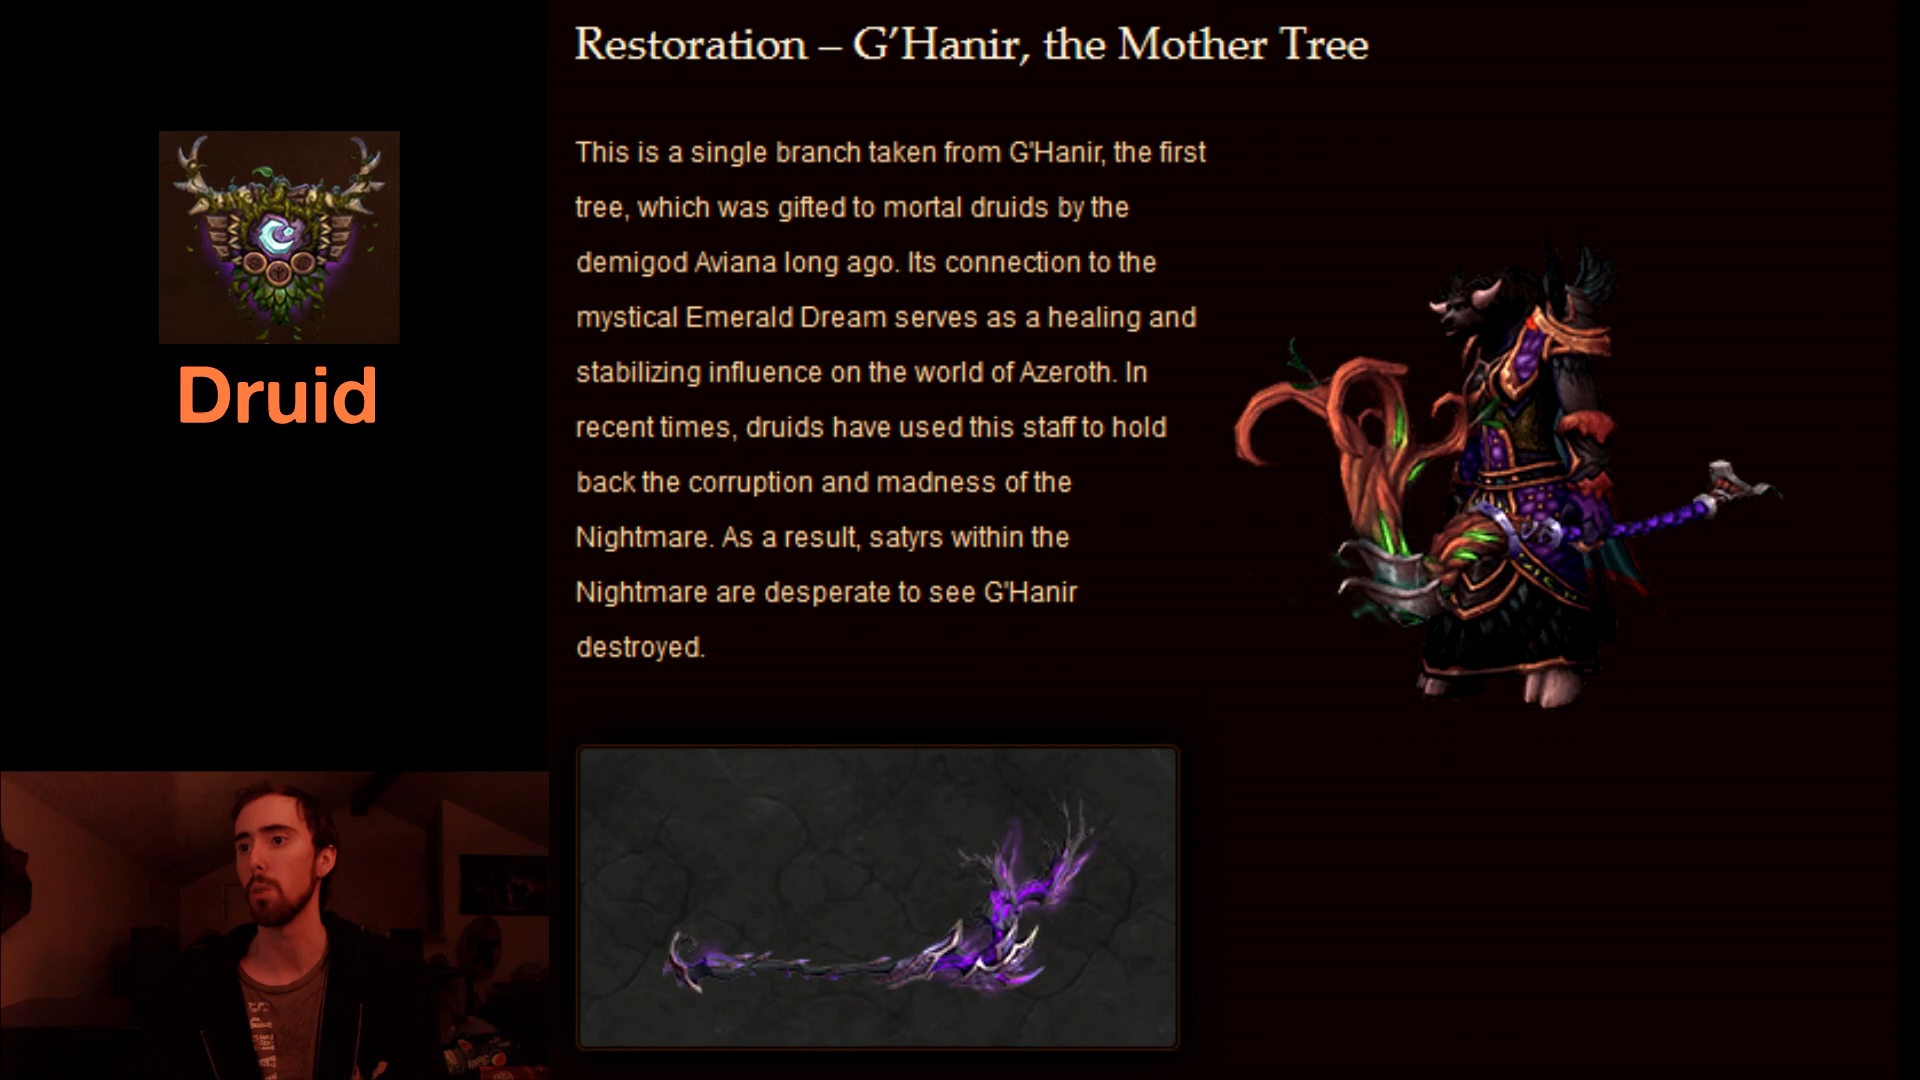 Restoration – G’Hanir, the Mother Tree
This is a single branch taken from G'Hanir, the first
tree, which was gifted to mortal druids by the
demigod Aviana long ago. Its connection to the
mystical Emerald Dream serves as a healing and
stabilizing influence on the world of Azeroth. In
recent times, druids have used this staff to hold
back the corruption and madness of the
Nightmare. As a result, satyrs within the
Nightmare are desperate to see G'Hanir
destroyed.
Druid